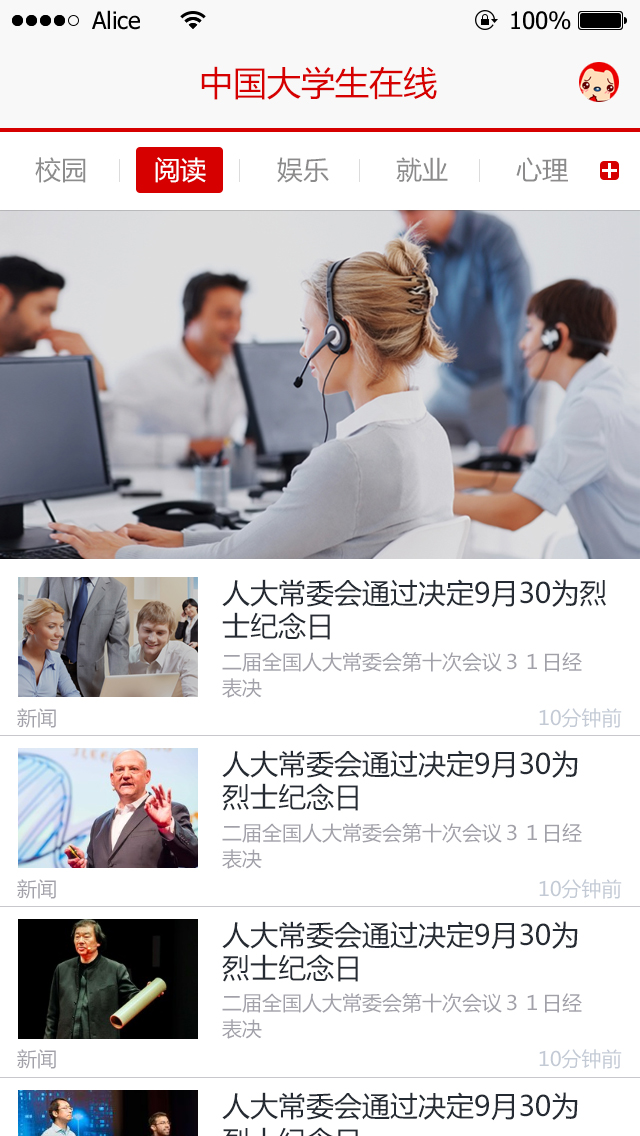 Alice 100%
中国大学生在线
校园 阅读 娱乐 就业 心理
人大常委会通过决定9月30为烈
士纪念日
二届全国人大常委会第十次会议３１日经
表决
新闻 10分钟前
人大常委会通过决定9月30为
烈士纪念日
二届全国人大常委会第十次会议３１日经
表决
新闻 10分钟前
人大常委会通过决定9月30为
烈士纪念日
二届全国人大常委会第十次会议３１日经
表决
新闻 10分钟前
人大常委会通过决定9月30为